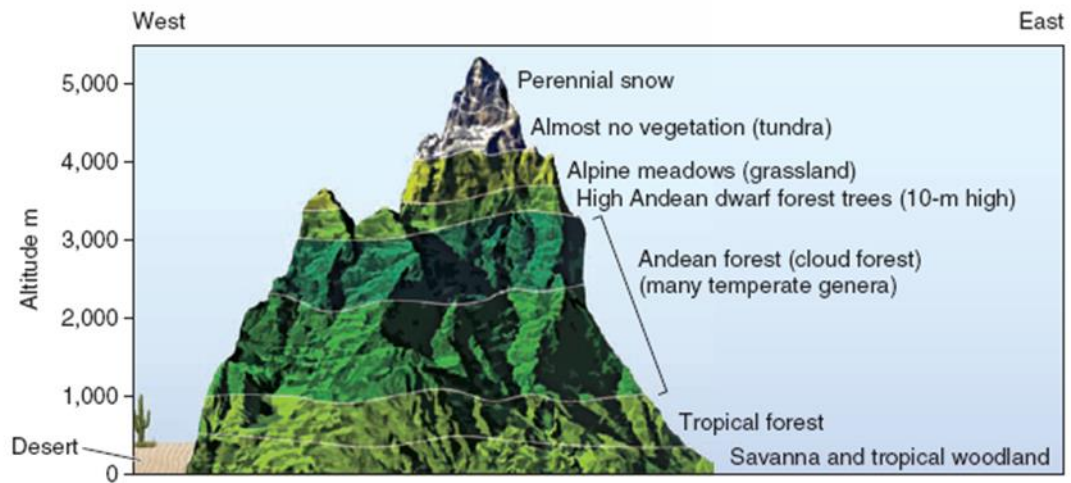 West
East
5,000
Perennial snow
Almost no vegetation (tundra)
4,000
Alpine meadows (grassland)
High Andean dwarf forest trees (10-m high)
3,000
Andean forest (cloud forest)
(many temperate genera)
Altitude m
2,000
1,000
Tropical forest
Desert
Savanna and tropical woodland
0